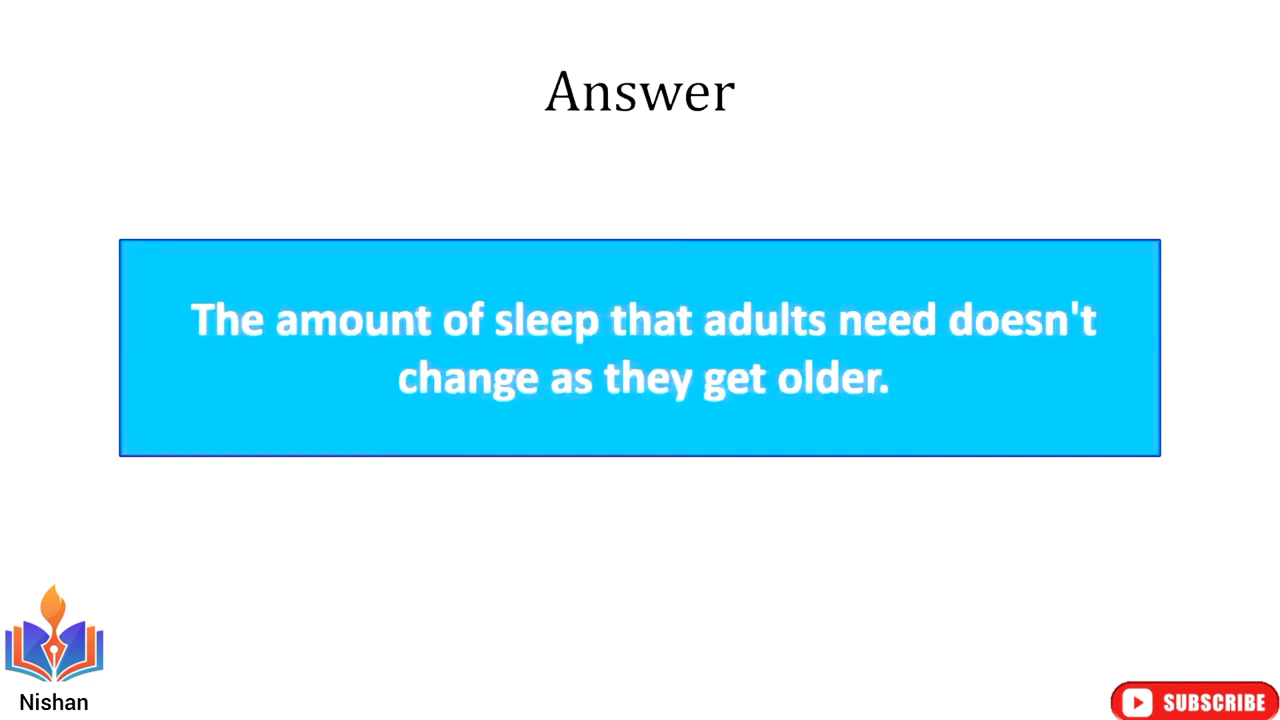 Answer
The amount of sleep that adults need doesn't
change as they get older.
Nishan
SUBSCRIBE